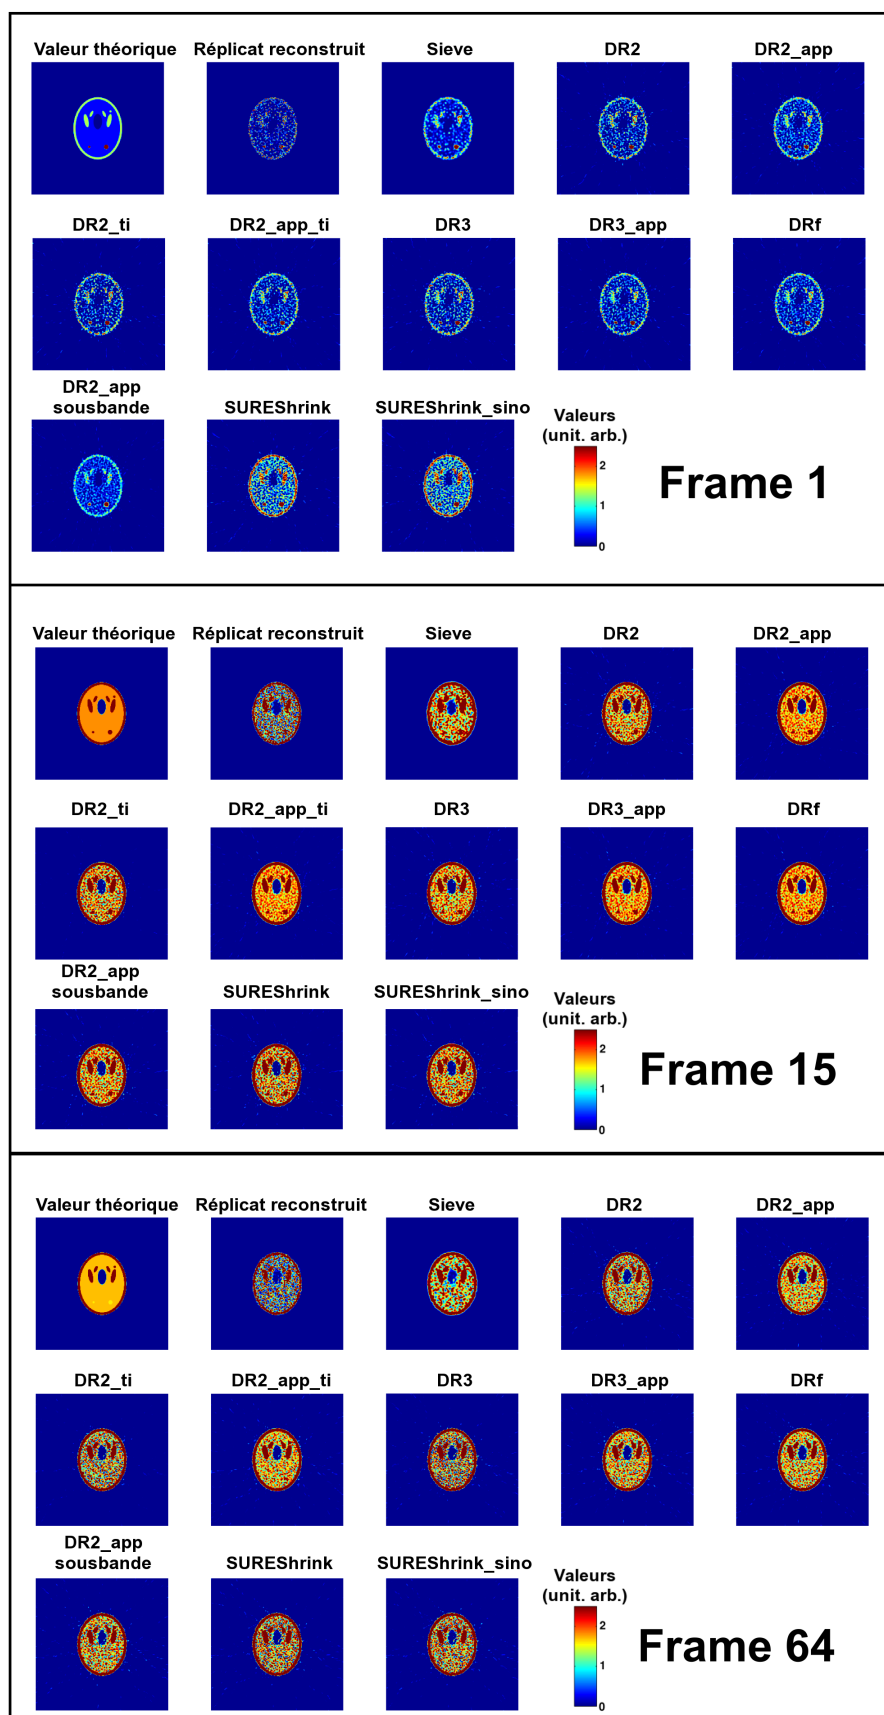 Valeur théorique Réplicat reconstruit Sieve DR2 DR2_app
DR2_ti DR2_app_ti DR3 DR3_app DRf
DR2_app
sousbande SUREShrink SUREShrink_sino
Valeurs
(unit. arb.)
2
1
0
Frame 1
Valeur théorique Réplicat reconstruit Sieve DR2 DR2_app
DR2_ti DR2_app_ti DR3 DR3_app DRf
DR2_app
sousbande SUREShrink SUREShrink_sino
Valeurs
(unit. arb.)
2
1
0
Frame 15
Valeur théorique Réplicat reconstruit Sieve DR2 DR2_app
DR2_ti DR2_app_ti DR3 DR3_app DRf
DR2_app
sousbande SUREShrink SUREShrink_sino
Valeurs
(unit. arb.)
2
1
0
Frame 64